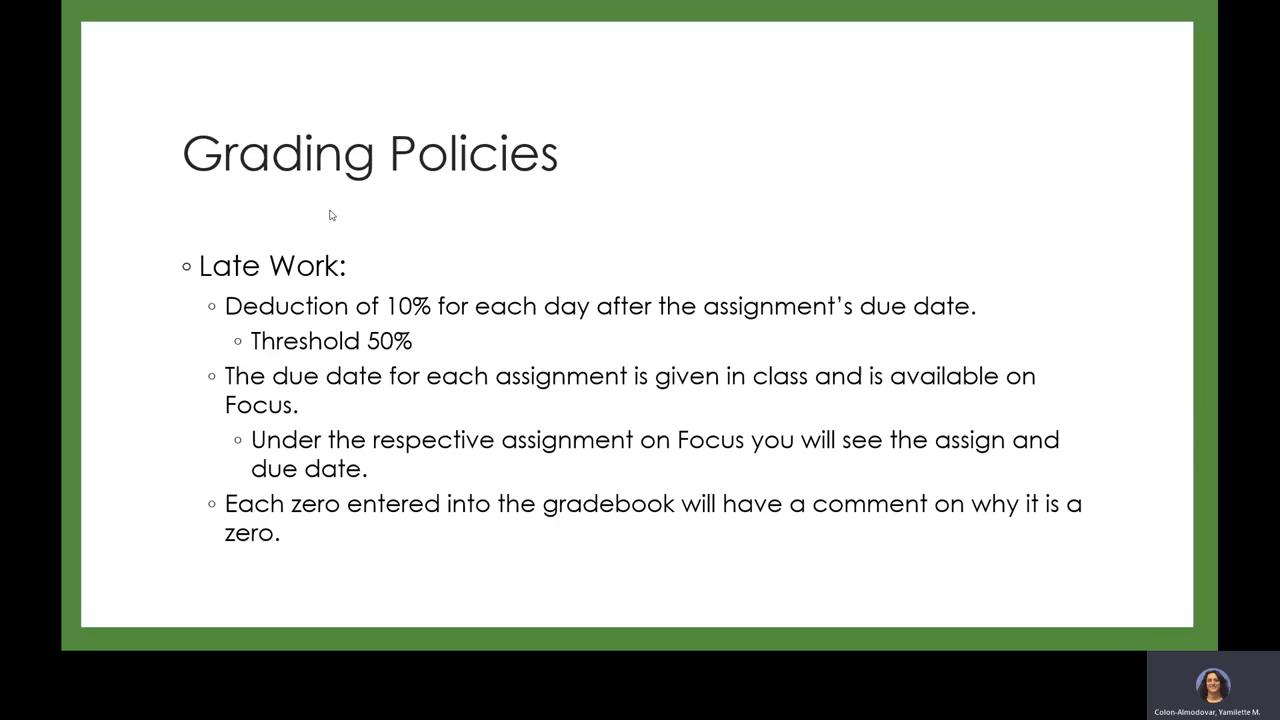 Grading Policies
Late Work:
Deduction of 10% for each day after the assignment's due date.
Threshold 50%
The due date for each assignment is given in class and is available on
Focus.
Under the respective assignment on Focus you will see the assign and
due date.
Each zero entered into the gradebook will have a comment on why it is a
zero.
Colon-Almodovar, Yamilette M.